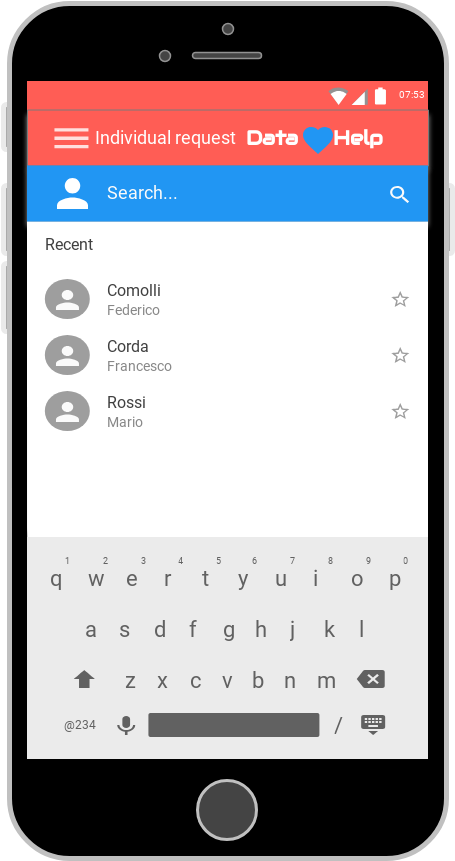 07:53
Individual request Data Help
Search...
Recent
Comolli
Federico
Corda
Francesco
Rossi
Mario
1 2 3 4 5 6 7 8 9 0
q w e r t y u i o p
a s d f g h j k l
z x c v b n m
@234 /